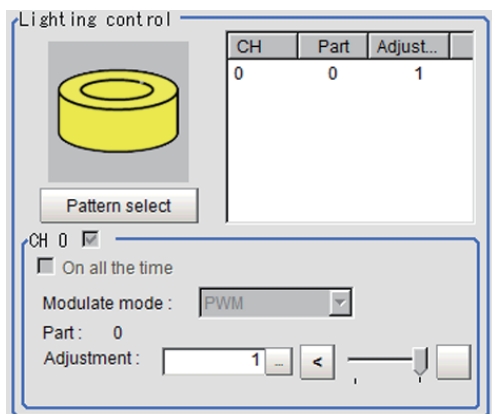 Lighting control
CH Part Adjust...
0 0 1
Pattern select
CH 0
On all the time
Modulate mode : PWM
Part : 0
Adjustment : 1 ... <